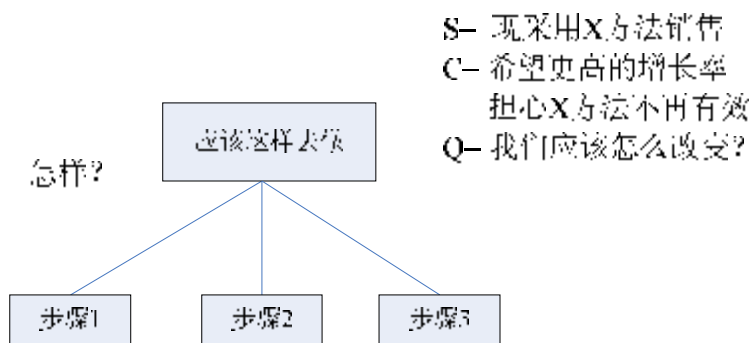 S– 现采用X方法销售
C– 希望更高的增长率
担心X方法不再有效
Q– 我们应该怎么改变?
应该这样去做
怎样?
步骤1
步骤2
步骤3